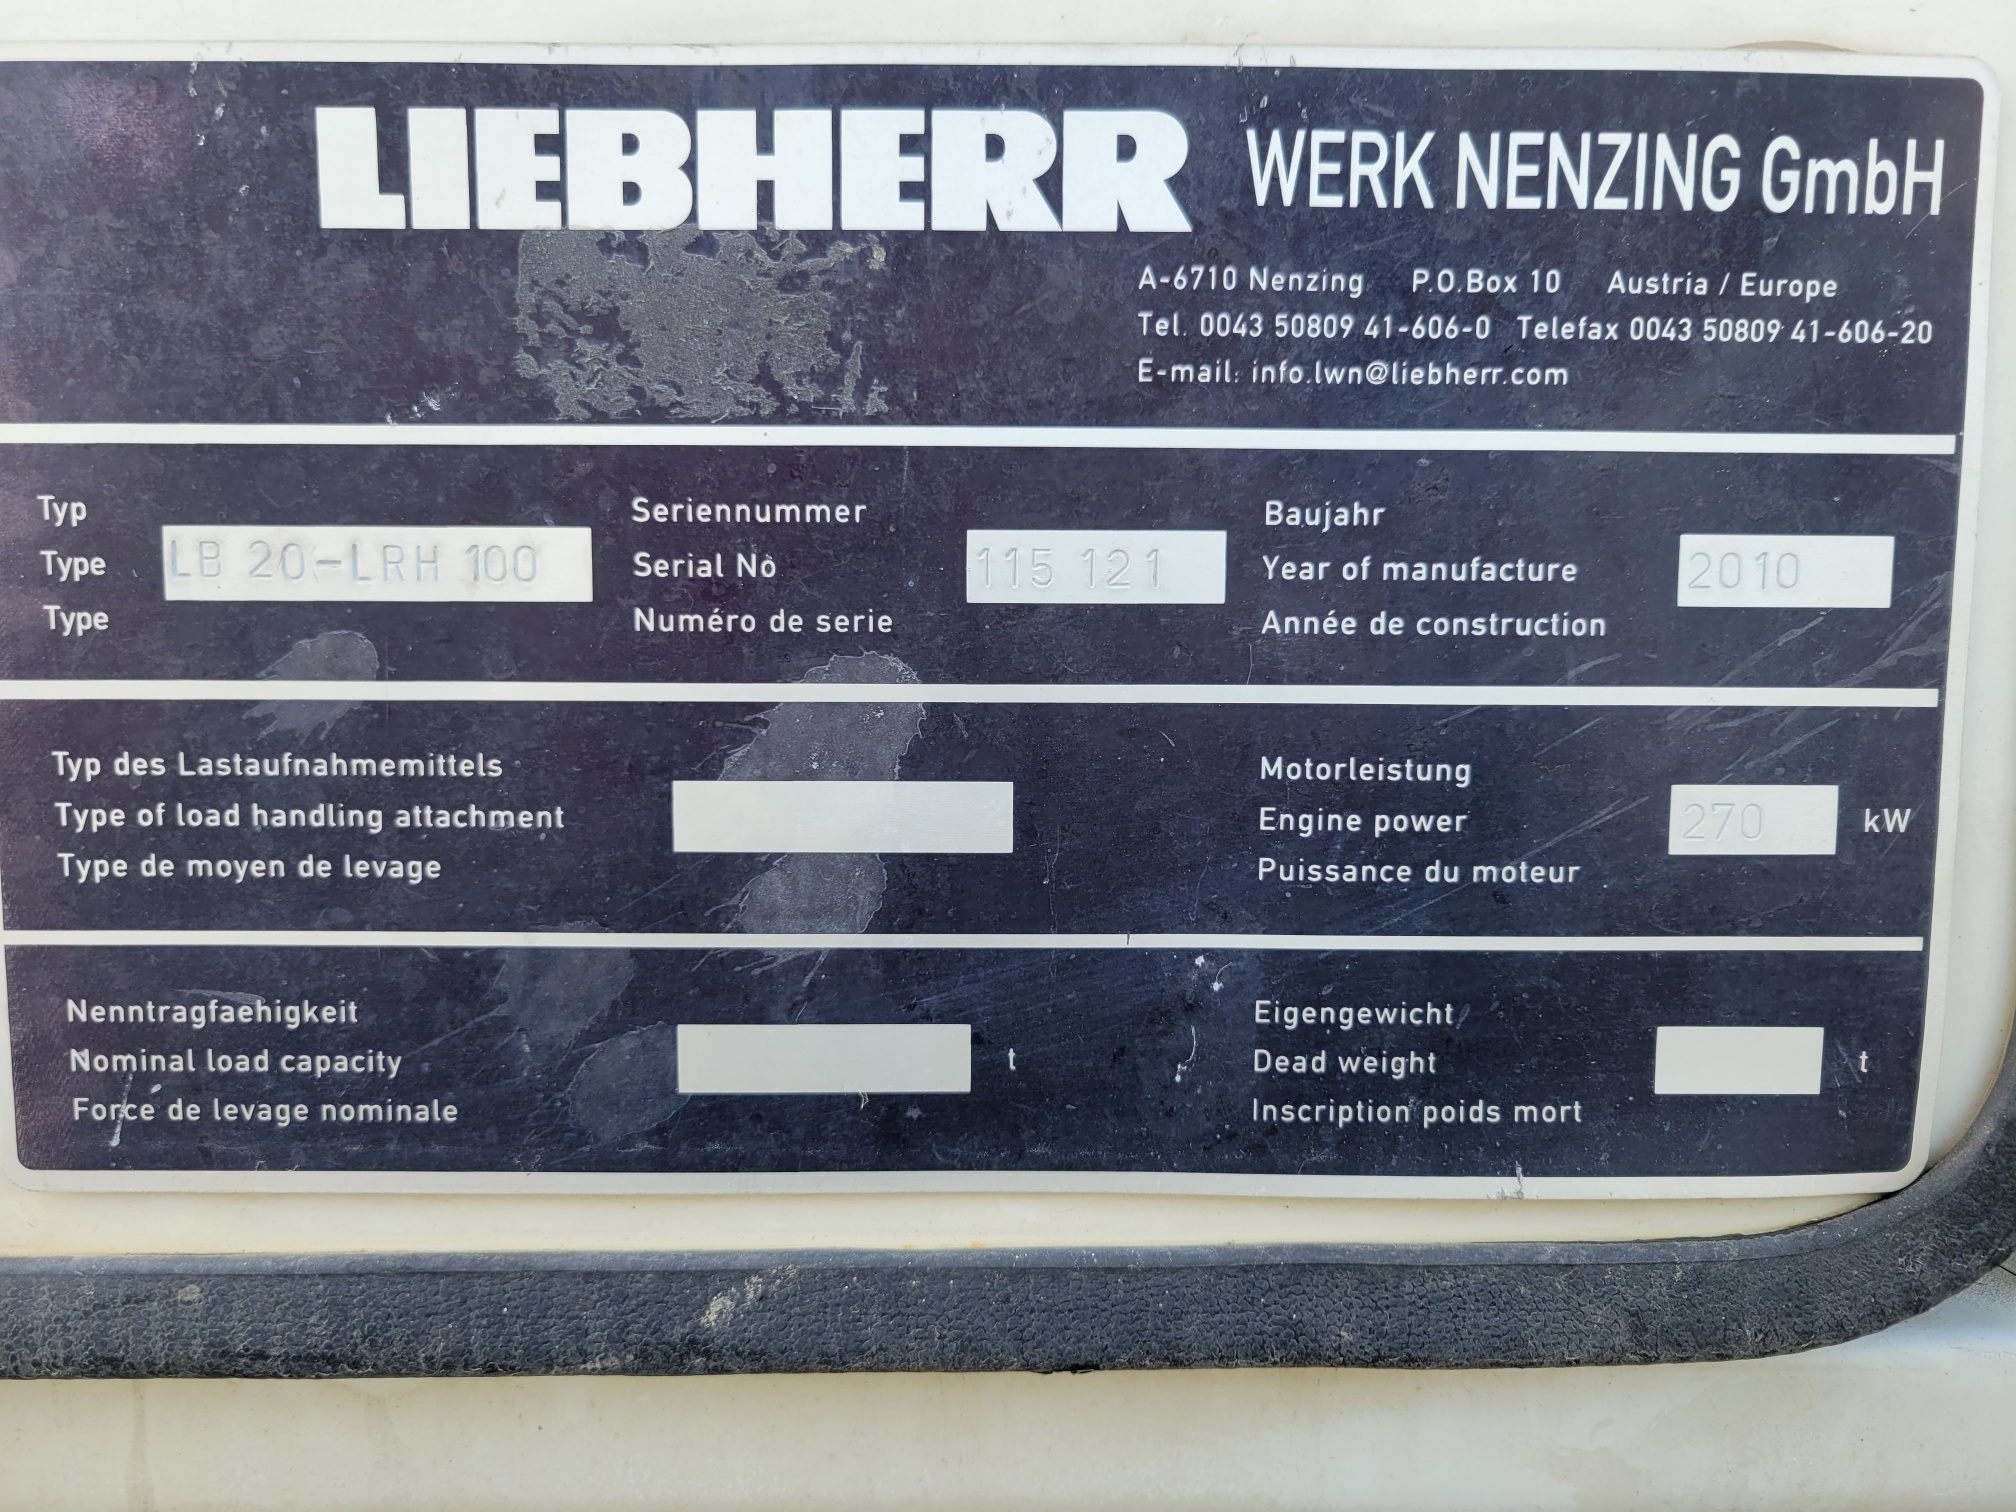 LIEBHERR WERK NENZING GmbH
A-6710 Nenzing P.O.Box 10 Austria / Europe
Tel. 0043 50809 41-606-0 Telefax 0043 50809 41-606-20
E-mail: info.lwn@liebherr.com
Typ
Type LB 20-LRH 100
Type
Seriennummer
Serial No 115 121
Numéro de serie
Baujahr
Year of manufacture 2010
Année de construction
Typ des Lastaufnahmemittels
Type of load handling attachment
Type de moyen de levage
Motorleistung
Engine power 270 kW
Puissance du moteur
Nenntragfaehigkeit
Nominal load capacity t
Force de levage nominale
Eigengewicht
Dead weight t
Inscription poids mort